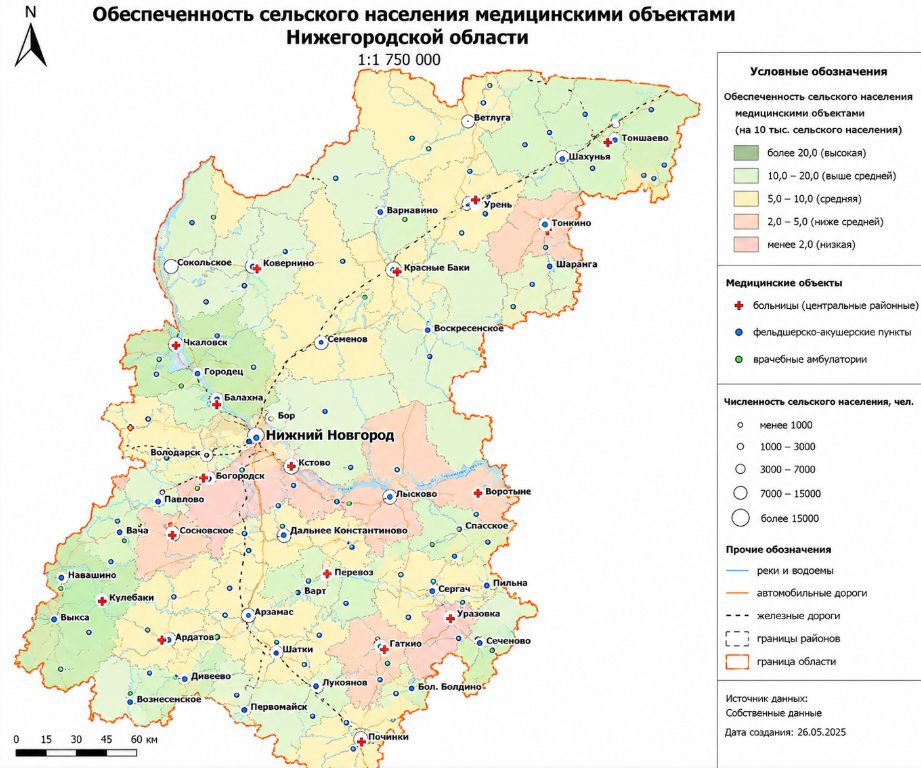 N
Обеспеченность сельского населения медицинскими объектами
Нижегородской области
1:1 750 000
Ветлуга
Тоншаево
Шахунья
Варнавино
Урень
Тонкино
Шаранга
Сокольское
Ковернино
Красные Баки
Воскресенское
Чкаловск
Семенов
Городец
Балахна
Бор
Нижний Новгород
Володарск
Кстово
Богорodск
Павлово
Лысково
Воротыне
Вача
Сосновское
Дальнее Константиново
Спасское
Навашино
Перевоз
Кулебаки
Варт
Сергач
Пильна
Выкса
Арзамас
Уразовка
Ардатов
Шатки
Гаткио
Сеченово
Дивеево
Лукоянов
Бол. Болдино
Вознесенское
Первомайск
Починки
0 15 30 45 60 км
Условные обозначения
Обеспеченность сельского населения
медицинскими объектами
(на 10 тыс. сельского населения)
более 20,0 (высокая)
10,0 – 20,0 (выше средней)
5,0 – 10,0 (средняя)
2,0 – 5,0 (ниже средней)
менее 2,0 (низкая)
Медицинские объекты
больницы (центральные районные)
фельдшерско-акушерские пункты
врачебные амбулатории
Численность сельского населения, чел.
менее 1000
1000 – 3000
3000 – 7000
7000 – 15000
более 15000
Прочие обозначения
реки и водоемы
автомобильные дороги
железные дороги
границы районов
граница области
Источник данных:
Собственные данные
Дата создания: 26.05.2025